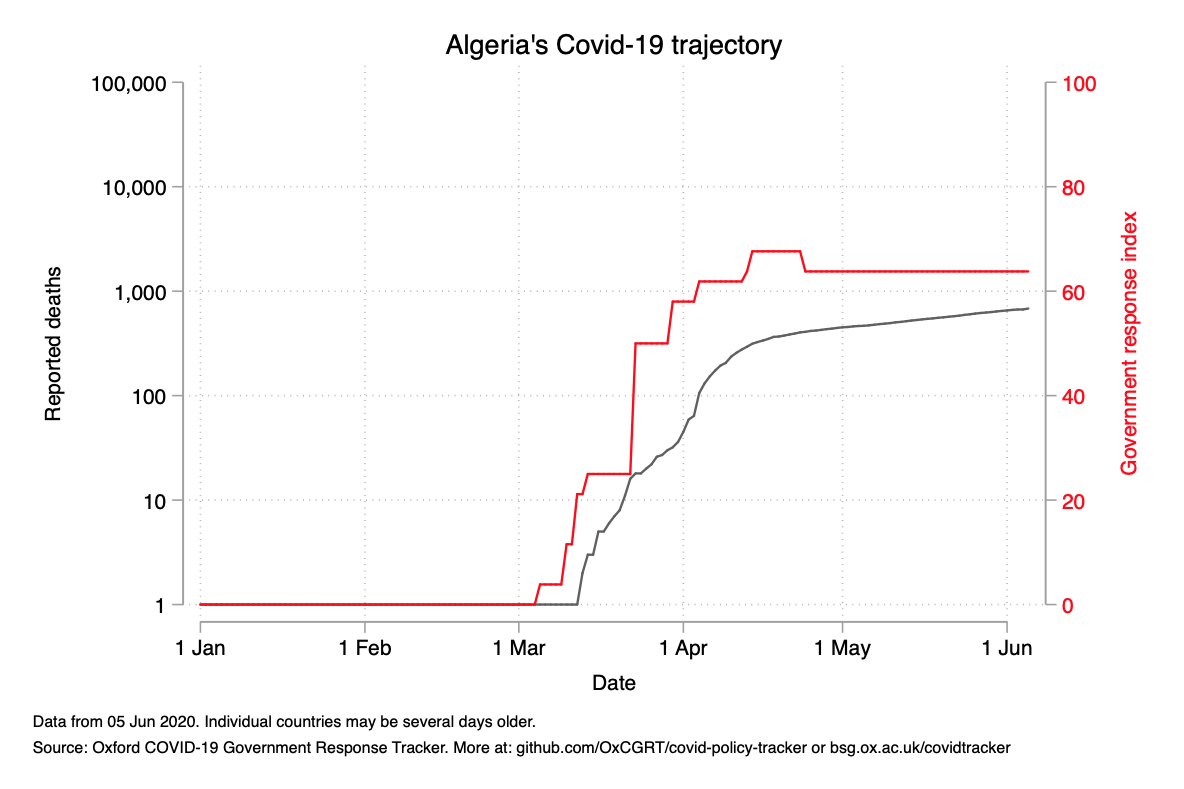 Algeria's Covid-19 trajectory
100,000
10,000
1,000
100
10
1
Reported deaths
100
80
60
40
20
0
Government response index
1 Jan 1 Feb 1 Mar 1 Apr 1 May 1 Jun
Date
Data from 05 Jun 2020. Individual countries may be several days older.
Source: Oxford COVID-19 Government Response Tracker. More at: github.com/OxCGRT/covid-policy-tracker or bsg.ox.ac.uk/covidtracker